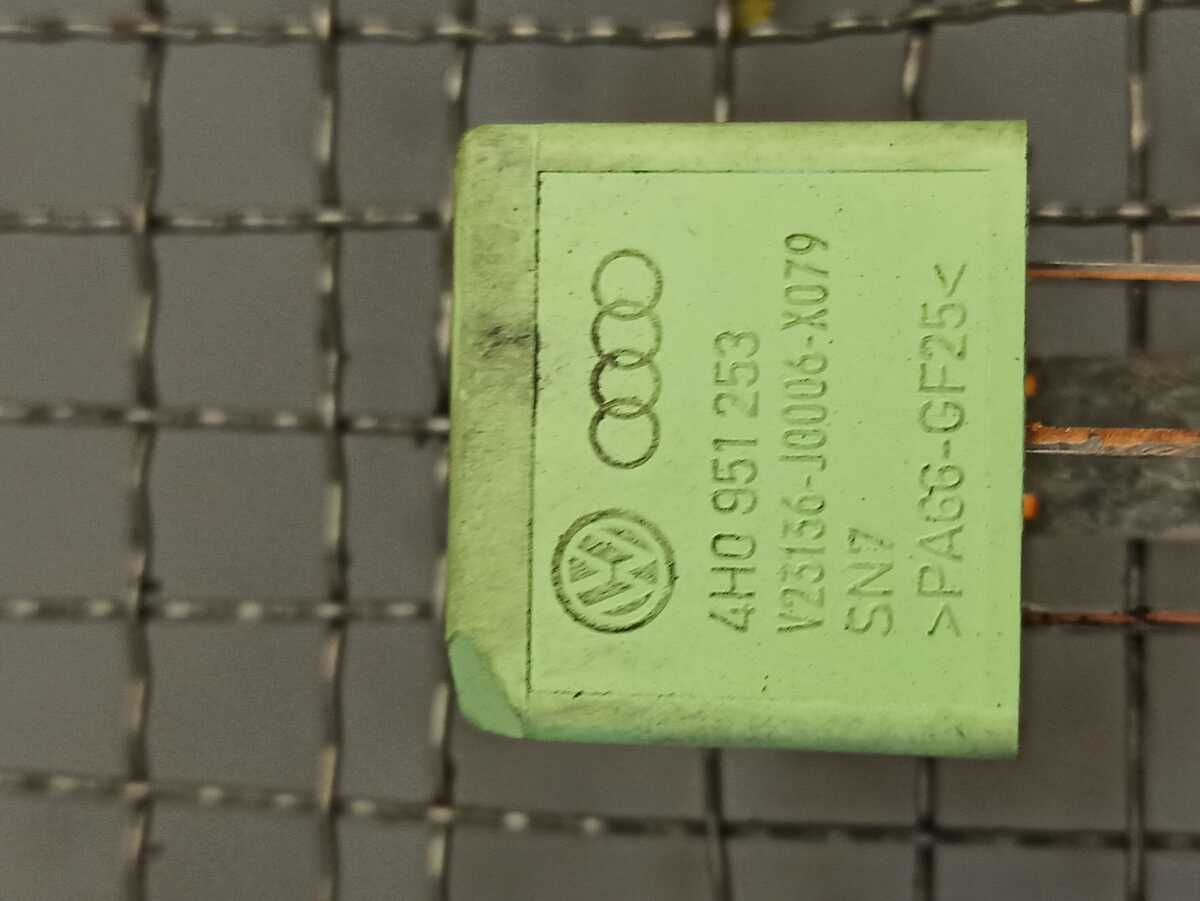 4H0 951 253
V23136-J0006-X079
SN7
>PA66-GF25<